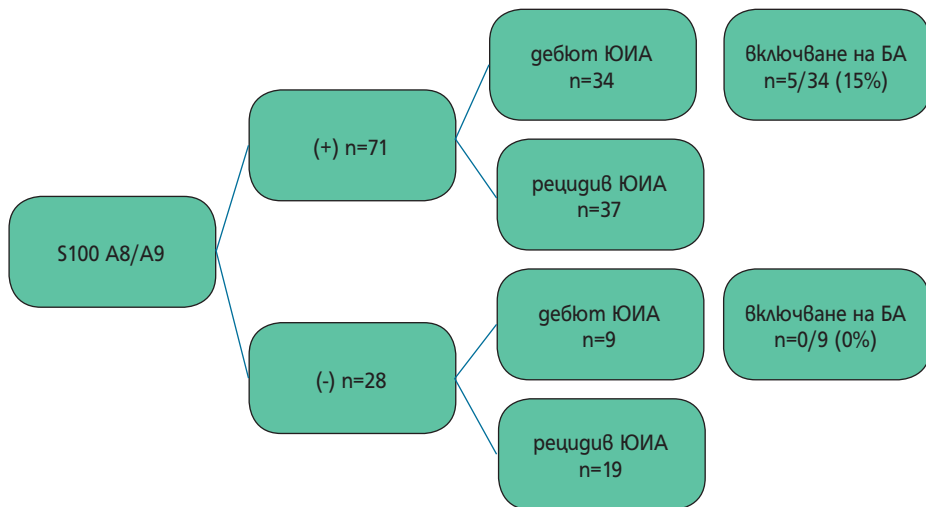 дебют ЮИА
n=34
включване на БА
n=5/34 (15%)
(+) n=71
рецидив ЮИА
n=37
S100 A8/A9
дебют ЮИА
n=9
включване на БА
n=0/9 (0%)
(-) n=28
рецидив ЮИА
n=19